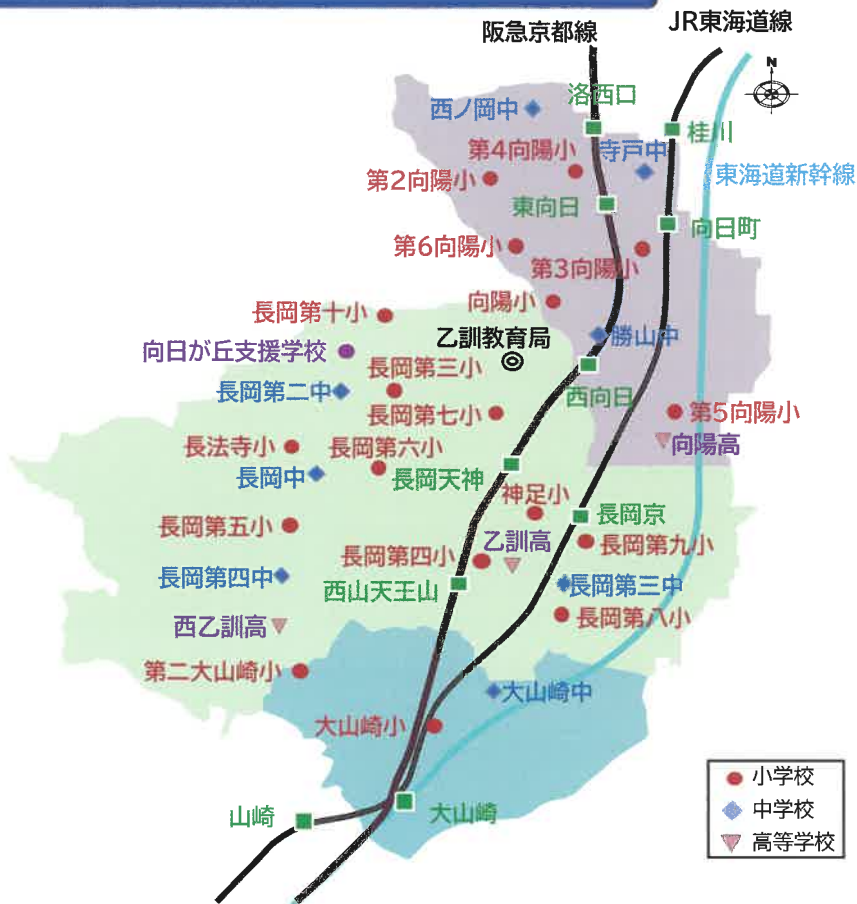 阪急京都線
JR東海道線
N
洛西口
西ノ岡中
桂川
第4向陽小
寺戸中
第2向陽小
東海道新幹線
東向日
向日町
第6向陽小
第3向陽小
向陽小
長岡第十小
乙訓教育局
勝山中
向日が丘支援学校
長岡第三小
長岡第二中
西向日
長岡第七小
第5向陽小
長法寺小
長岡第六小
向陽高
長岡中
長岡天神
神足小
長岡京
長岡第五小
乙訓高
長岡第九小
長岡第四小
長岡第四中
西山天王山
長岡第三中
西乙訓高
長岡第八小
第二大山崎小
大山崎中
大山崎小
山崎
大山崎
小学校
中学校
高等学校